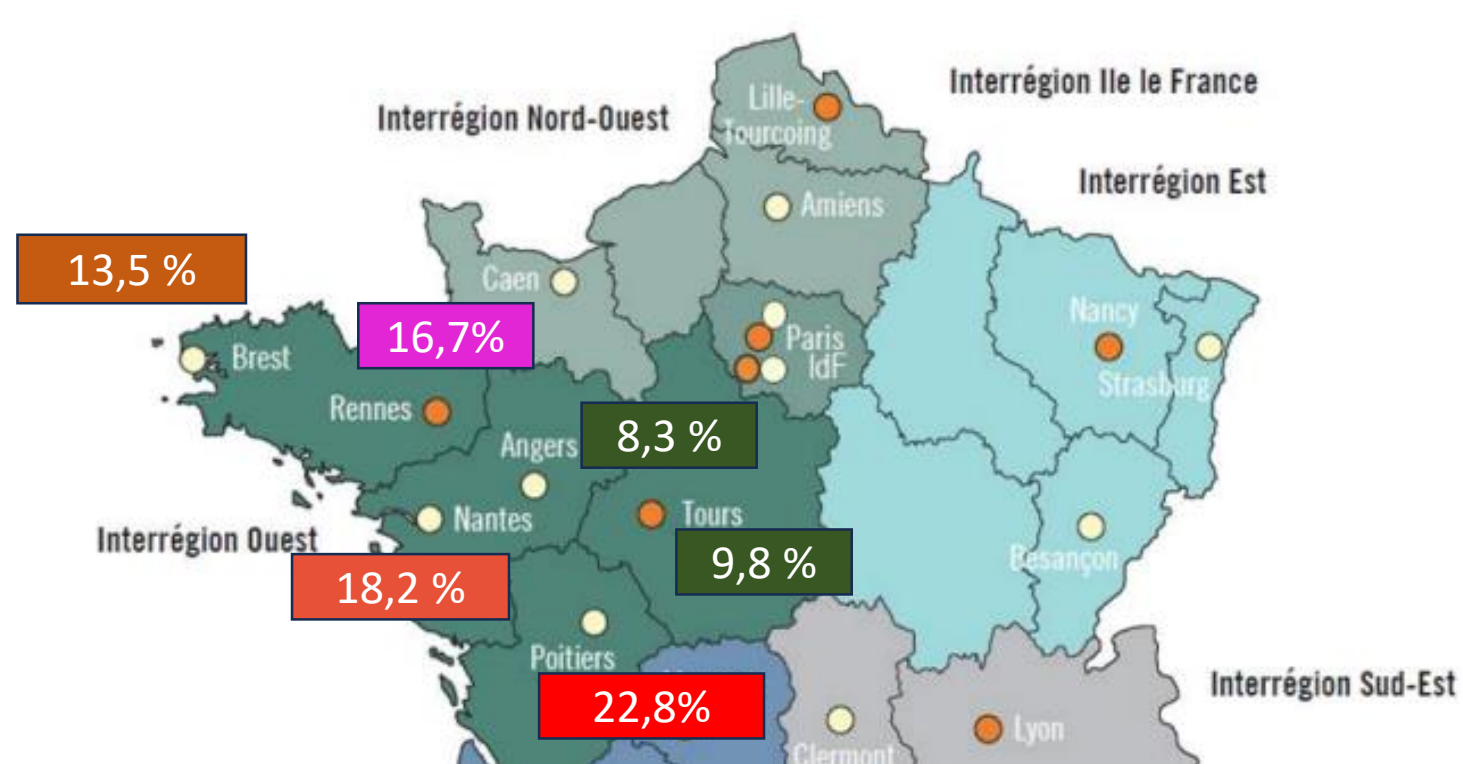 Interrégion Ile le France
Interrégion Nord-Ouest
Lille-
Tourcoing
Interrégion Est
Amiens
13,5 %
Caen
Nancy
16,7%
Paris
IdF
Brest
Strasburg
Rennes
8,3 %
Angers
Nantes
Tours
Interrégion Ouest
9,8 %
Besançon
18,2 %
Poitiers
Interrégion Sud-Est
22,8%
Lyon
Clermont